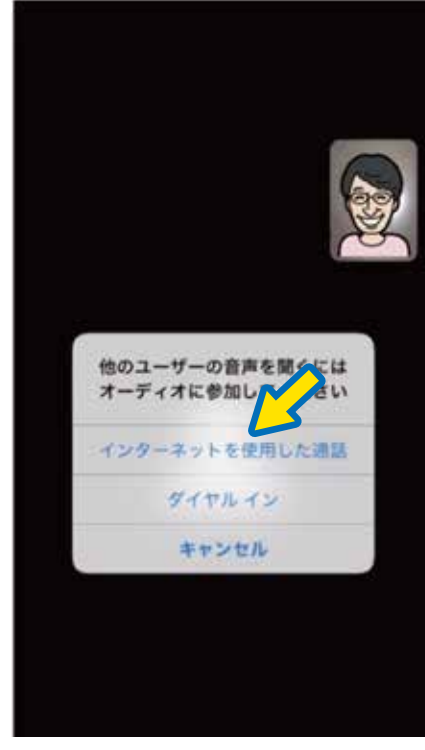 他のユーザーの音声を聞くには
オーディオに参加し さい
インターネットを使用した通話
ダイヤル イン
キャンセル